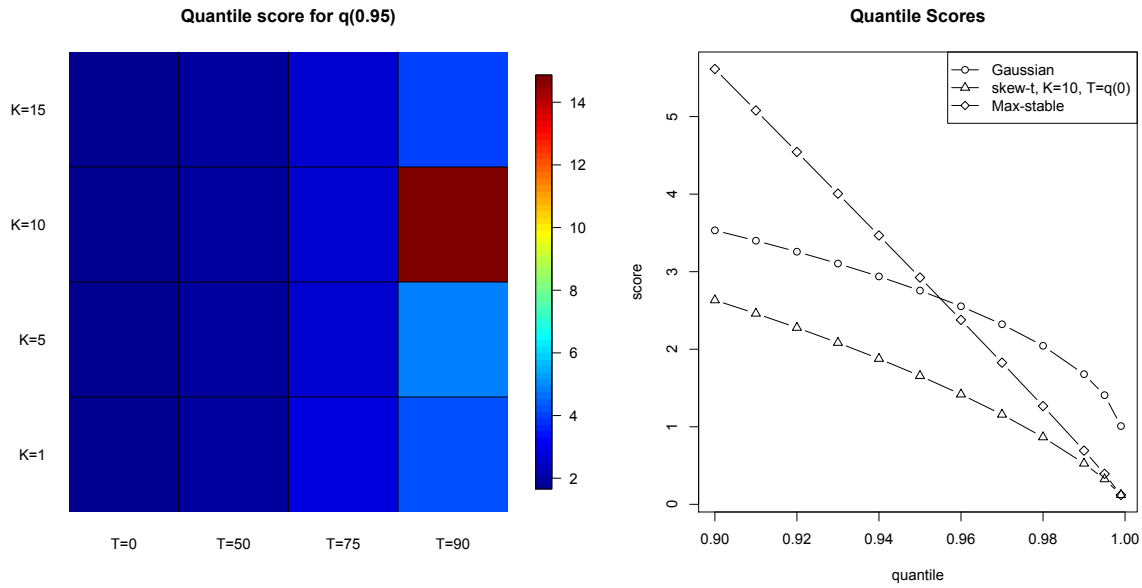 Quantile score for q(0.95)
K=15
K=10
K=5
K=1
T=0 T=50 T=75 T=90
14
12
10
8
6
4
2
Quantile Scores
Gaussian
skew-t, K=10, T=q(0)
Max-stable
score
5
4
3
2
1
0
0.90 0.92 0.94 0.96 0.98 1.00
quantile